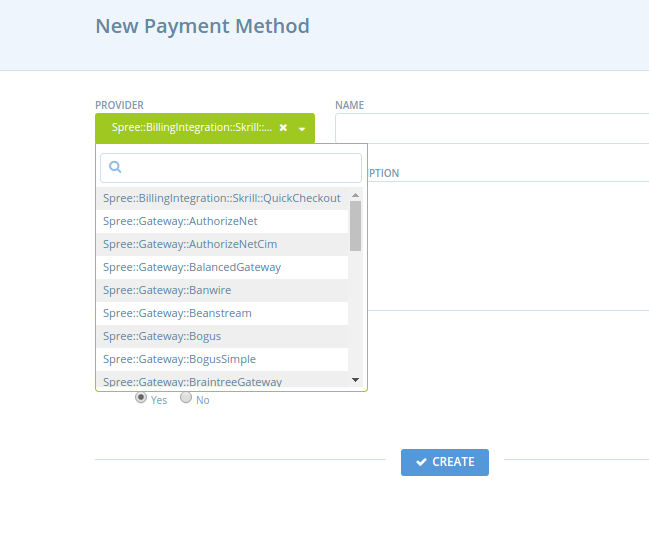 New Payment Method
PROVIDER
NAME
Spree::BillingIntegration::Skrill::...
IPTION
Spree::BillingIntegration::Skrill::QuickCheckout
Spree::Gateway::AuthorizeNet
Spree::Gateway::AuthorizeNetCim
Spree::Gateway::BalancedGateway
Spree::Gateway::Banwire
Spree::Gateway::Beanstream
Spree::Gateway::Bogus
Spree::Gateway::BogusSimple
Spree::Gateway::BraintreeGateway
Yes No
CREATE